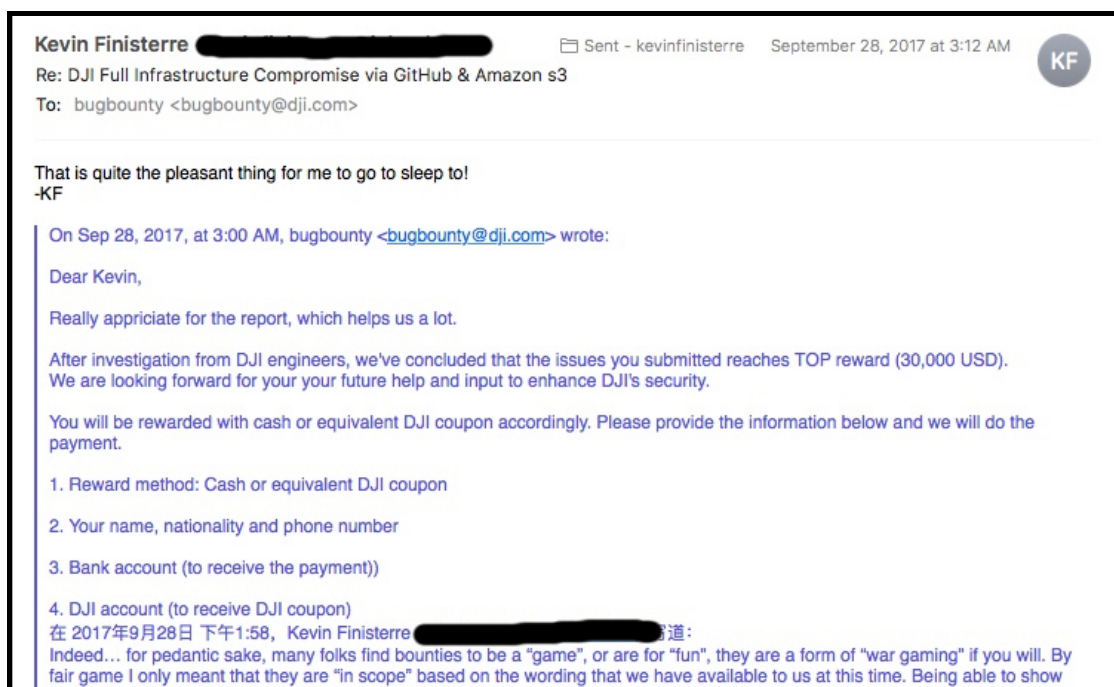 Kevin Finisterre
Sent - kevinfinisterre September 28, 2017 at 3:12 AM
KF
Re: DJI Full Infrastructure Compromise via GitHub & Amazon s3
To: bugbounty <bugbounty@dji.com>
That is quite the pleasant thing for me to go to sleep to!
-KF
On Sep 28, 2017, at 3:00 AM, bugbounty <bugbounty@dji.com> wrote:
Dear Kevin,
Really appriciate for the report, which helps us a lot.
After investigation from DJI engineers, we've concluded that the issues you submitted reaches TOP reward (30,000 USD).
We are looking forward for your your future help and input to enhance DJI's security.
You will be rewarded with cash or equivalent DJI coupon accordingly. Please provide the information below and we will do the
payment.
1. Reward method: Cash or equivalent DJI coupon
2. Your name, nationality and phone number
3. Bank account (to receive the payment))
4. DJI account (to receive DJI coupon)
在 2017年9月28日 下午1:58，Kevin Finisterre 道：
Indeed… for pedantic sake, many folks find bounties to be a “game”, or are for “fun”, they are a form of “war gaming” if you will. By
fair game I only meant that they are “in scope” based on the wording that we have available to us at this time. Being able to show